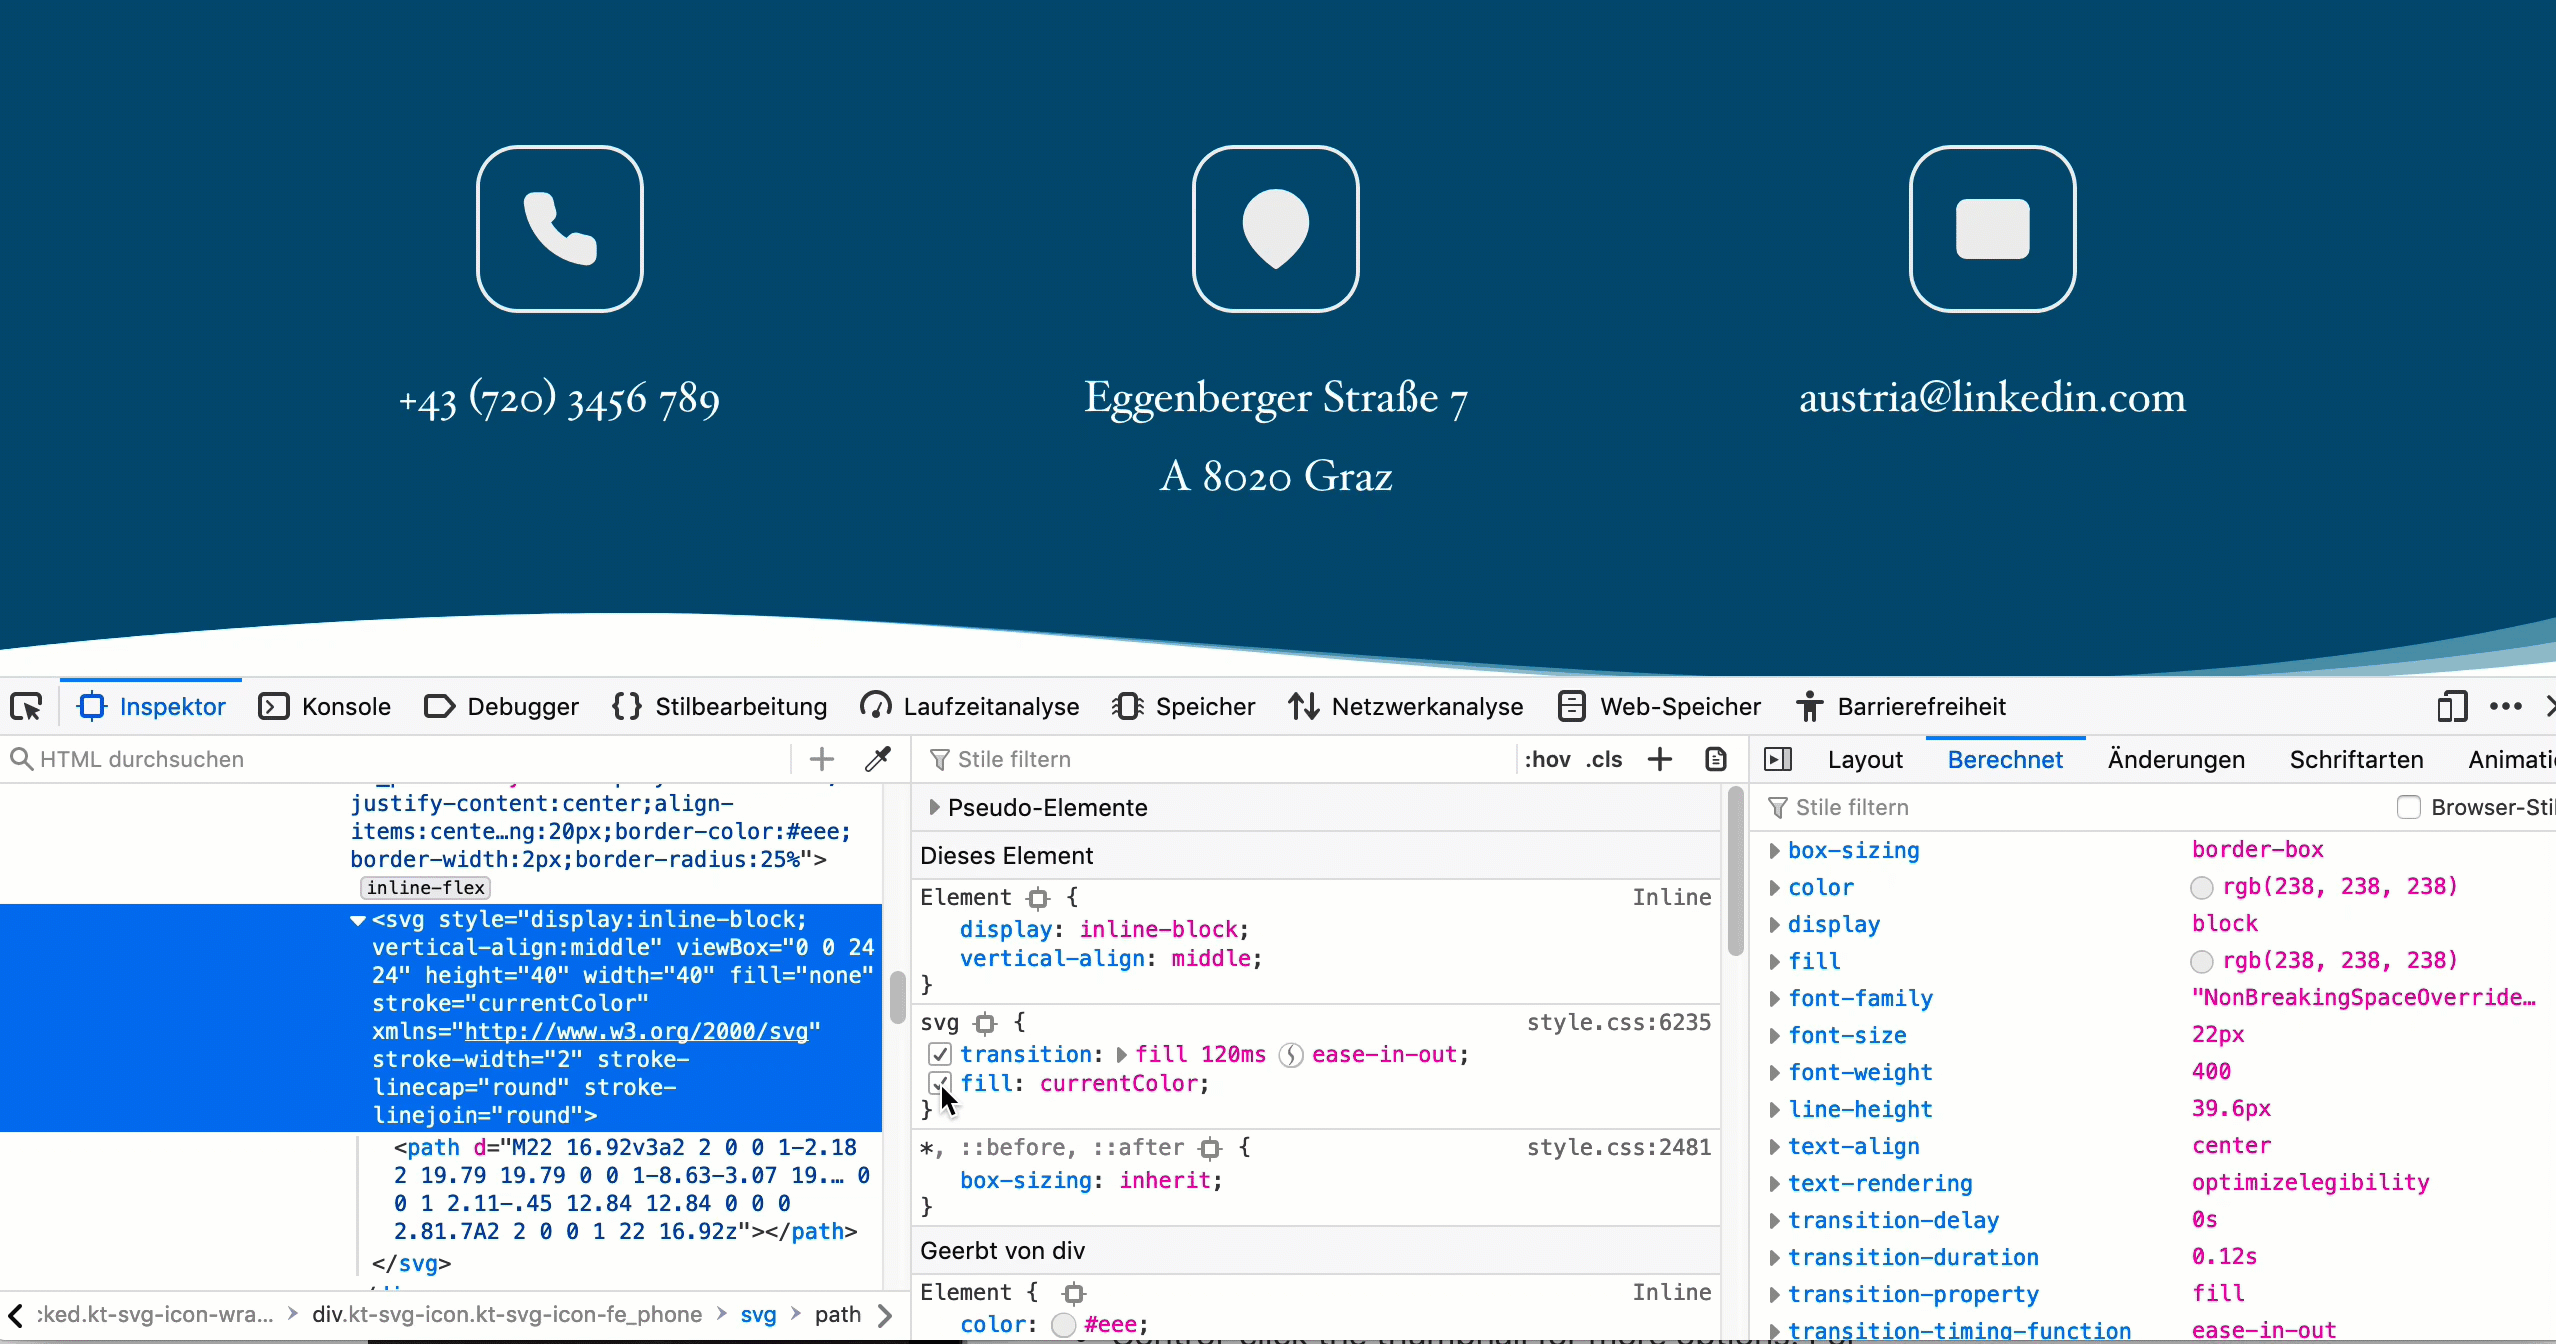 +43 (720) 3456 789
Eggenberger Straße 7
A 8020 Graz
austria@linkedin.com
Inspektor
Konsole
Debugger
Stilbearbeitung
Laufzeitanalyse
Speicher
Netzwerkanalyse
Web-Speicher
Barrierefreiheit
HTML durchsuchen
justify-content:center;align-
items:cente…ng:20px;border-color:#eee;
border-width:2px;border-radius:25%">
inline-flex
<svg style="display:inline-block;
vertical-align:middle" viewBox="0 0 24
24" height="40" width="40" fill="none"
stroke="currentColor"
xmlns="http://www.w3.org/2000/svg"
stroke-width="2" stroke-
linecap="round" stroke-
linejoin="round">
<path d="M22 16.92v3a2 2 0 0 1-2.18
2 19.79 19.79 0 0 1-8.63-3.07 19.… 0
0 1 2.11-.45 12.84 12.84 0 0 0
2.81.7A2 2 0 0 1 22 16.92z"></path>
</svg>
cked.kt-svg-icon-wra… > div.kt-svg-icon.kt-svg-icon-fe_phone > svg > path
Stile filtern
:hov .cls
Pseudo-Elemente
Dieses Element
Element { Inline
display: inline-block;
vertical-align: middle;
}
svg { style.css:6235
transition: fill 120ms ease-in-out;
fill: currentColor;
}
*, ::before, ::after { style.css:2481
box-sizing: inherit;
}
Geerbt von div
Element { Inline
color: #eee;
Layout
Berechnet
Änderungen
Schriftarten
Animati
Stile filtern
Browser-Stil
box-sizing border-box
color rgb(238, 238, 238)
display block
fill rgb(238, 238, 238)
font-family "NonBreakingSpaceOverride…
font-size 22px
font-weight 400
line-height 39.6px
text-align center
text-rendering optimizelegibility
transition-delay 0s
transition-duration 0.12s
transition-property fill
transition-timing-function ease-in-out